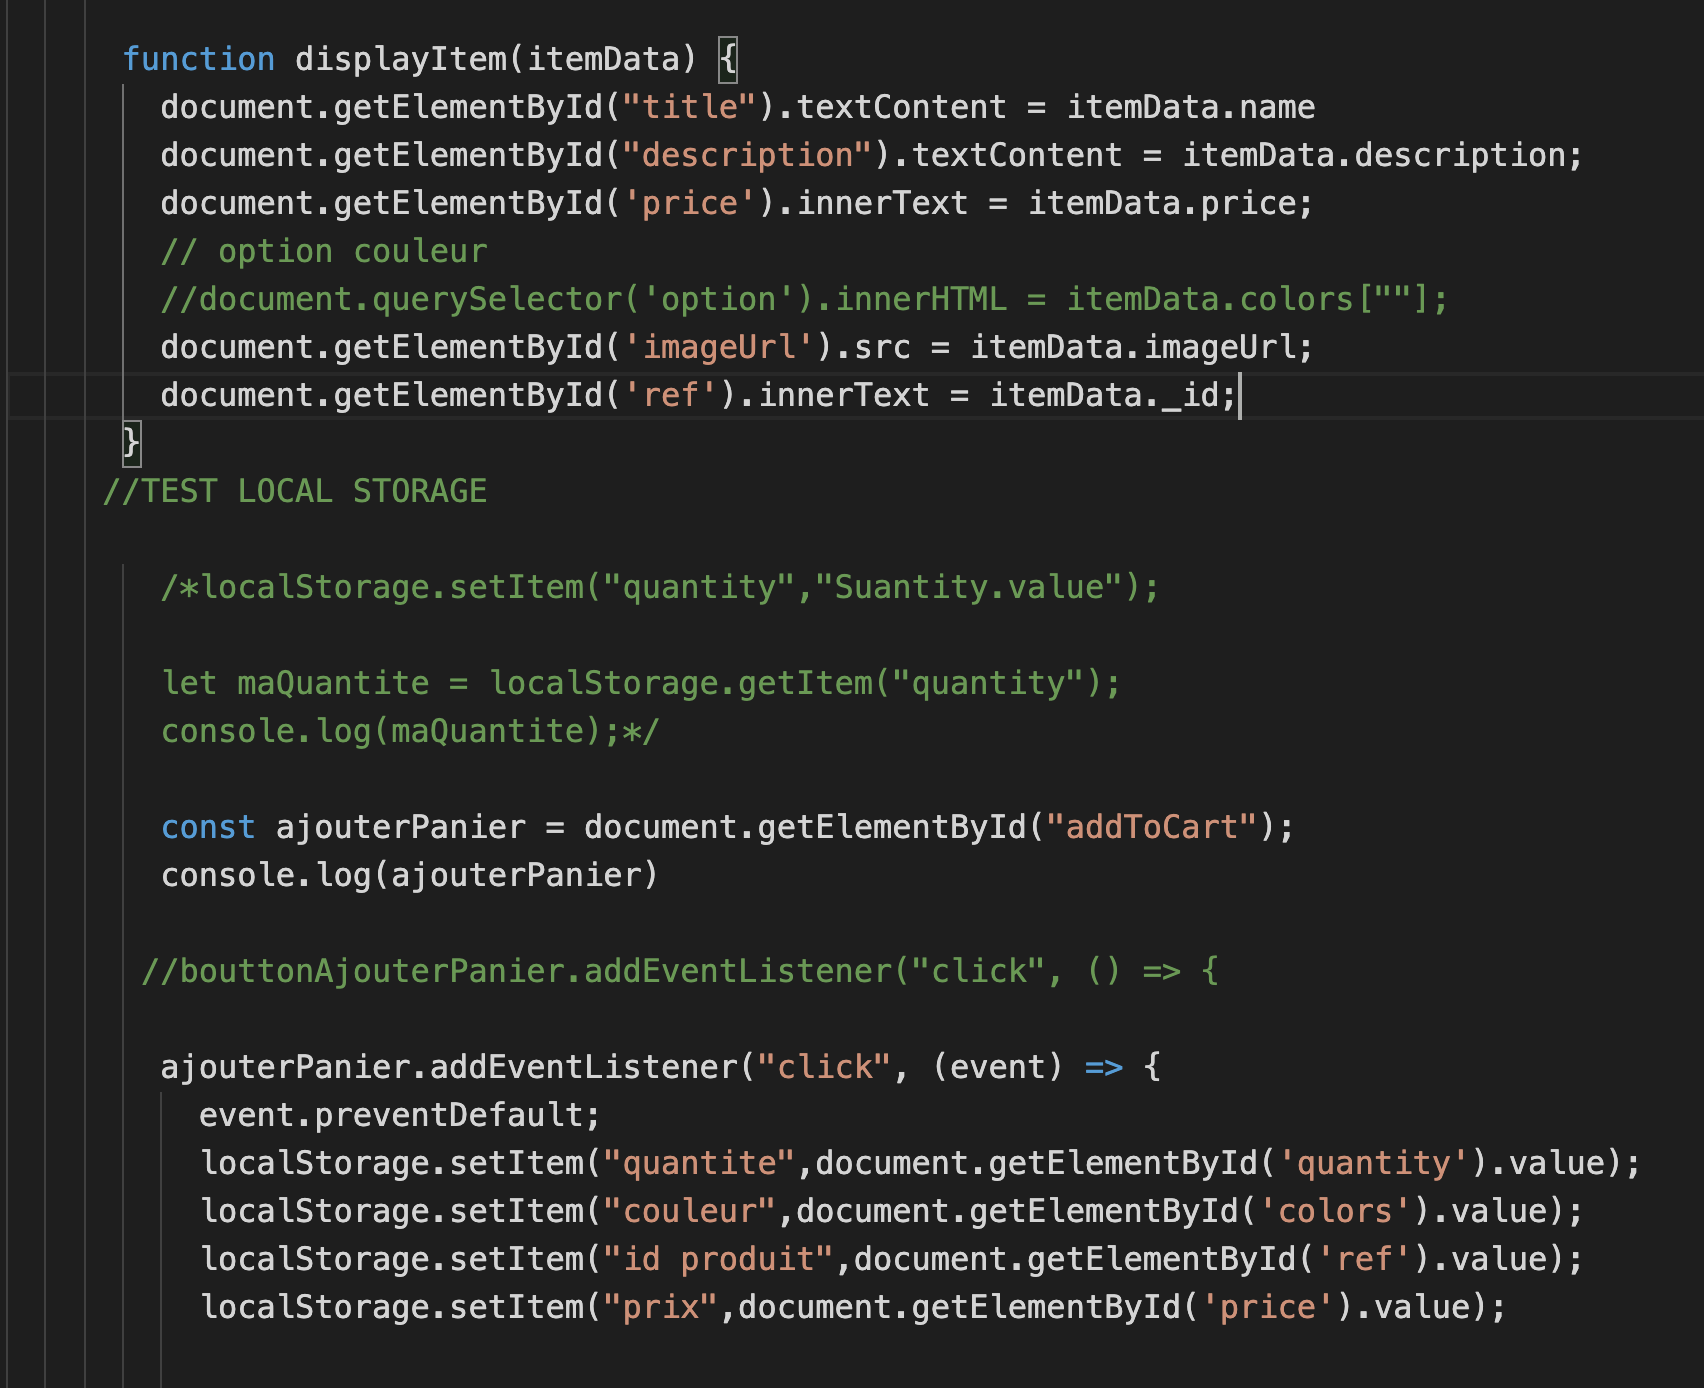 function displayItem(itemData) {
document.getElementById("title").textContent = itemData.name
document.getElementById("description").textContent = itemData.description;
document.getElementById('price').innerText = itemData.price;
// option couleur
//document.querySelector('option').innerHTML = itemData.colors[""];
document.getElementById('imageUrl').src = itemData.imageUrl;
document.getElementById('ref').innerText = itemData._id;
}
//TEST LOCAL STORAGE
/*localStorage.setItem("quantity","Suantity.value");
let maQuantite = localStorage.getItem("quantity");
console.log(maQuantite);*/
const ajouterPanier = document.getElementById("addToCart");
console.log(ajouterPanier)
//bouttonAjouterPanier.addEventListener("click", () => {
ajouterPanier.addEventListener("click", (event) => {
event.preventDefault;
localStorage.setItem("quantite",document.getElementById('quantity').value);
localStorage.setItem("couleur",document.getElementById('colors').value);
localStorage.setItem("id produit",document.getElementById('ref').value);
localStorage.setItem("prix",document.getElementById('price').value);